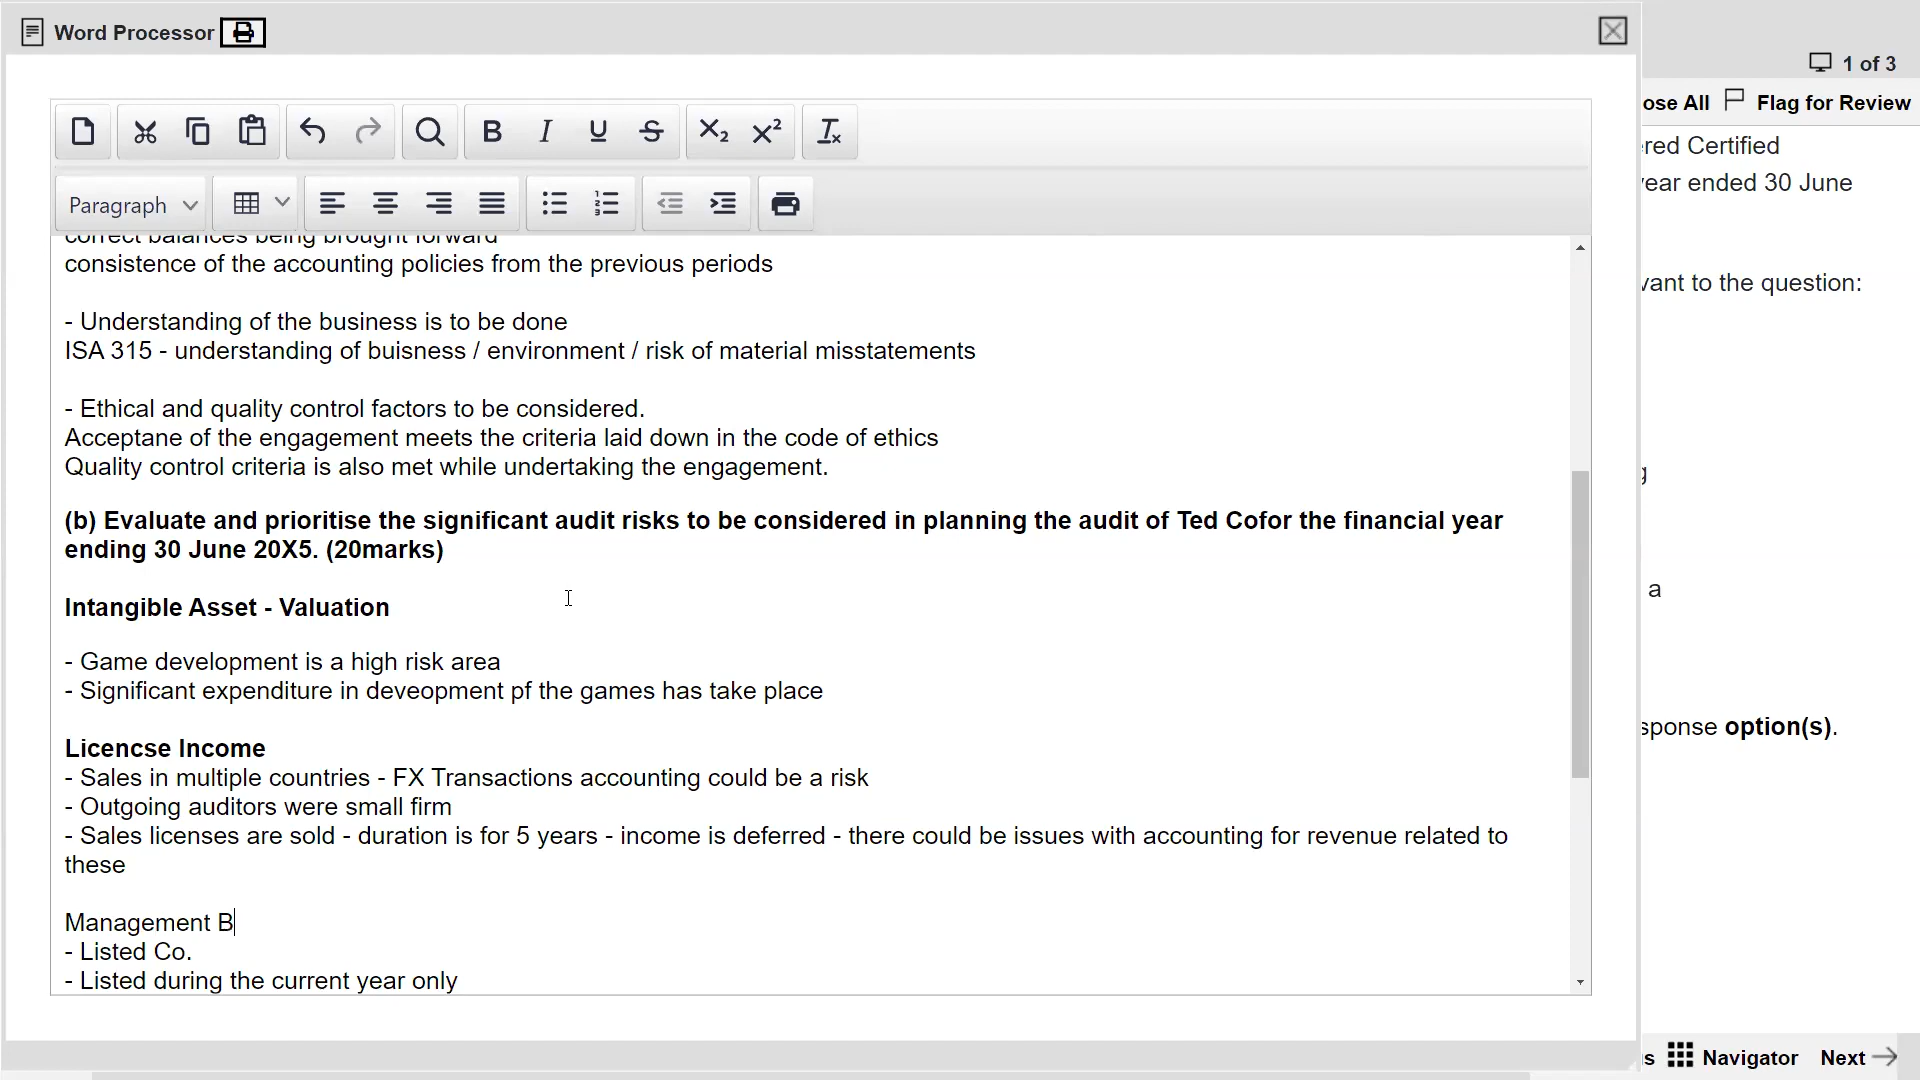 Word Processor
1 of 3
ose All Flag for Review
Paragraph
correct balances being brought forward
consistence of the accounting policies from the previous periods
- Understanding of the business is to be done
ISA 315 - understanding of buisness / environment / risk of material misstatements
- Ethical and quality control factors to be considered.
Acceptane of the engagement meets the criteria laid down in the code of ethics
Quality control criteria is also met while undertaking the engagement.
(b) Evaluate and prioritise the significant audit risks to be considered in planning the audit of Ted Cofor the financial year
ending 30 June 20X5. (20marks)
Intangible Asset - Valuation
- Game development is a high risk area
- Significant expenditure in deveopment pf the games has take place
Licencse Income
- Sales in multiple countries - FX Transactions accounting could be a risk
- Outgoing auditors were small firm
- Sales licenses are sold - duration is for 5 years - income is deferred - there could be issues with accounting for revenue related to
these
Management B
- Listed Co.
- Listed during the current year only
red Certified
ear ended 30 June
vant to the question:
g
a
sponse option(s).
s Navigator Next